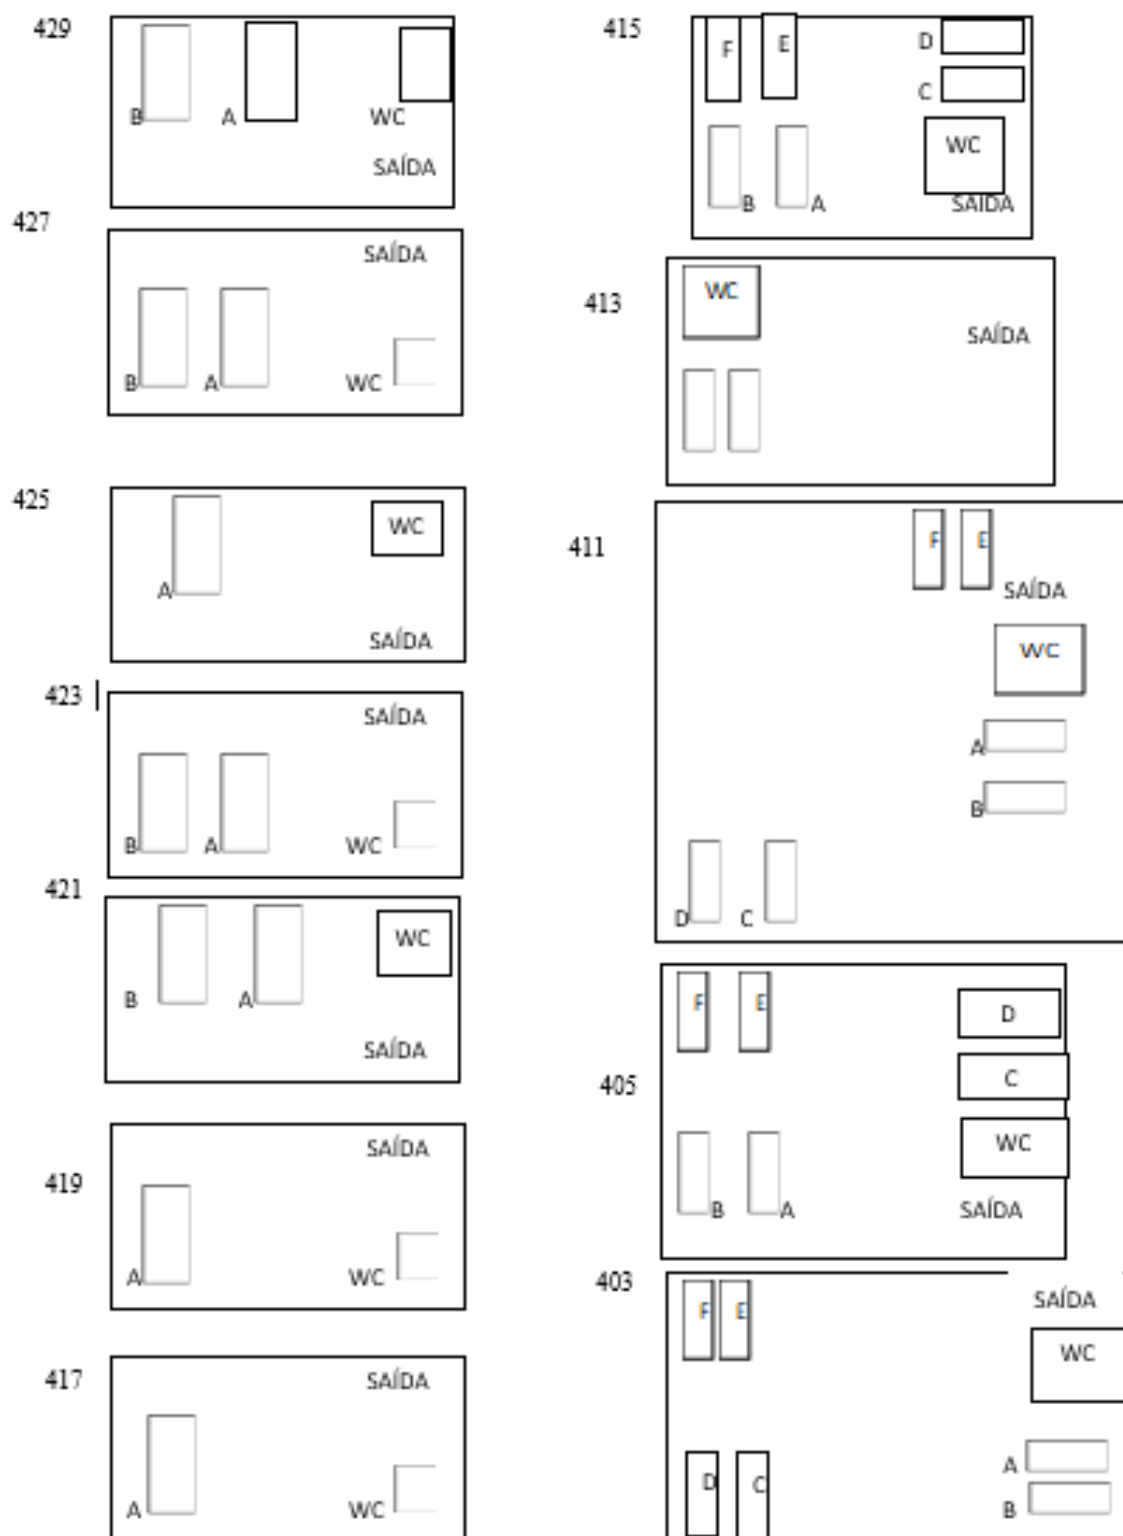 429
B A WC
SAÍDA
427
SAÍDA
B A WC
425
WC
A
SAÍDA
423
SAÍDA
B A WC
421
WC
B A
SAÍDA
419
SAÍDA
A WC
417
SAÍDA
A WC
415
F E D
C
WC
B A SAÍDA
413
WC
SAÍDA
411
F E
SAÍDA
WC
A
B
D C
405
F E D
C
WC
B A SAÍDA
403
SAÍDA
F E
WC
A
D C
B